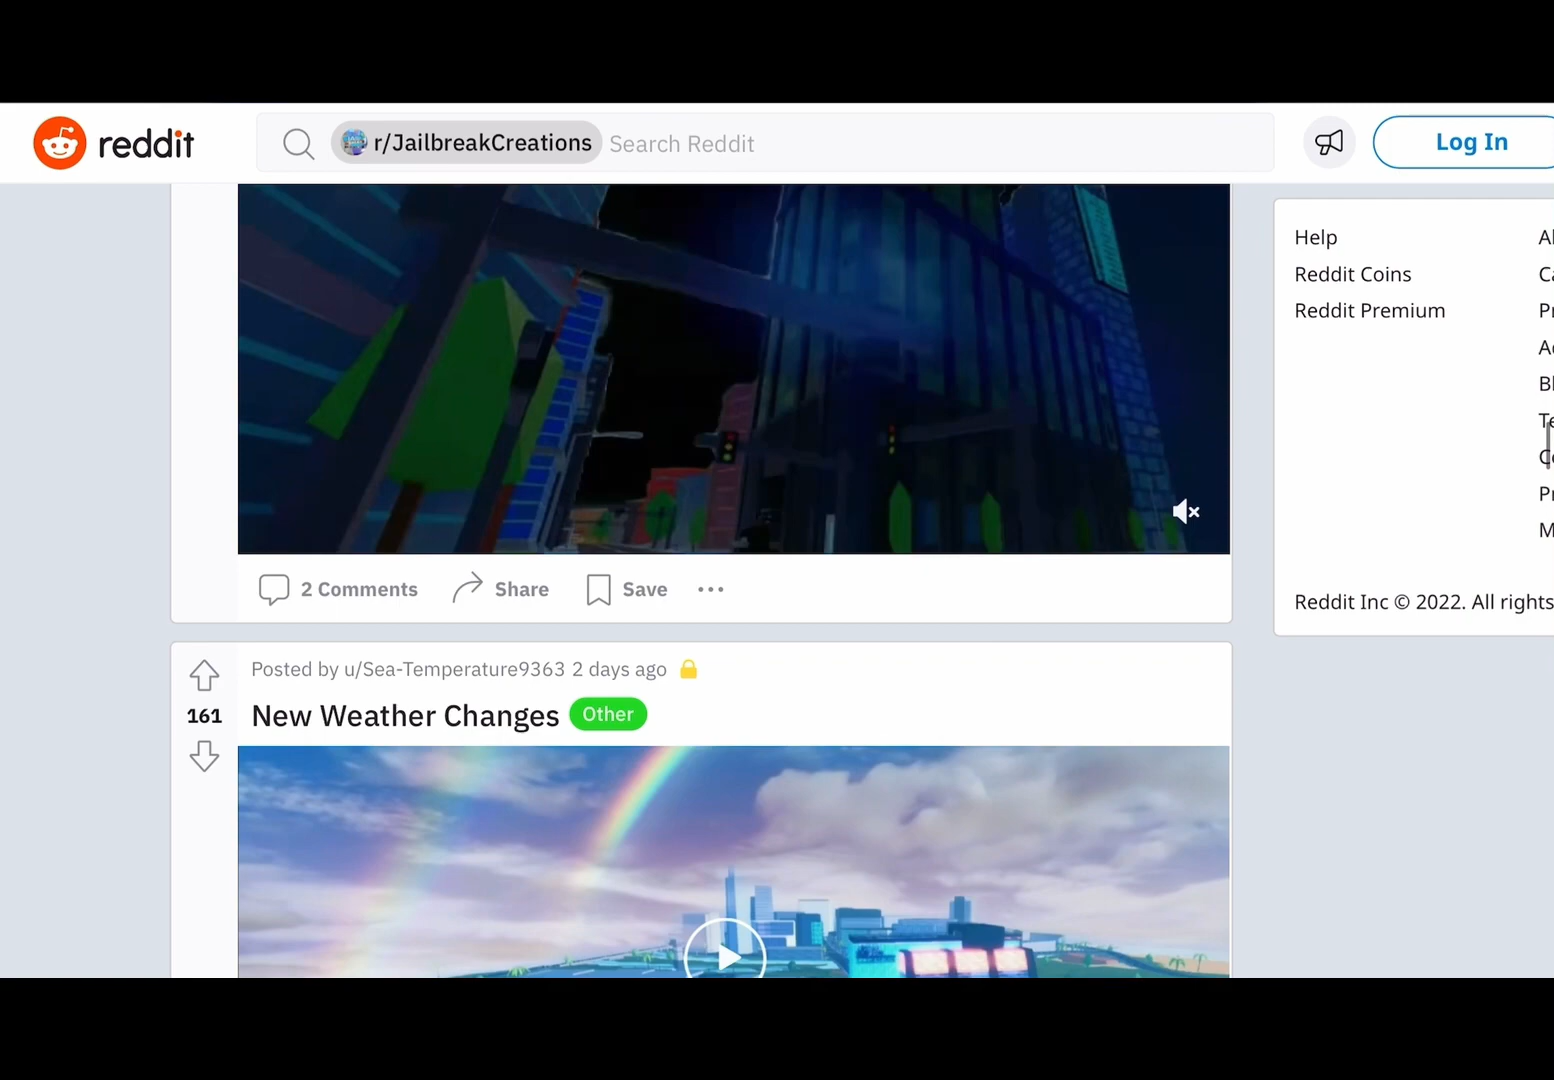 reddit
r/JailbreakCreations Search Reddit
Log In
Help
Reddit Coins
Reddit Premium
Reddit Inc © 2022. All rights
2 Comments Share Save
Posted by u/Sea-Temperature9363 2 days ago
161
New Weather Changes Other